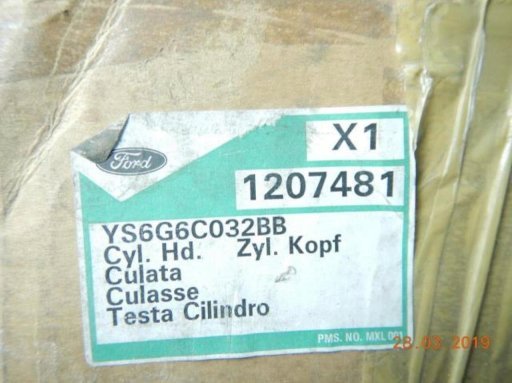 Ford
X1
1207481
YS6G6C032BB
Cyl. Hd. Zyl. Kopf
Culata
Culasse
Testa Cilindro
PMS. NO. MXL 001
28.03.2019